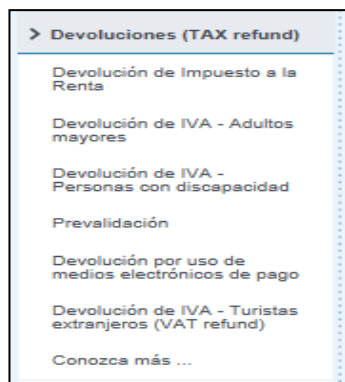 > Devoluciones (TAX refund)
Devolución de Impuesto a la
Renta
Devolución de IVA - Adultos
mayores
Devolución de IVA -
Personas con discapacidad
Prevalidación
Devolución por uso de
medios electrónicos de pago
Devolución de IVA - Turistas
extranjeros (VAT refund)
Conozca más ...